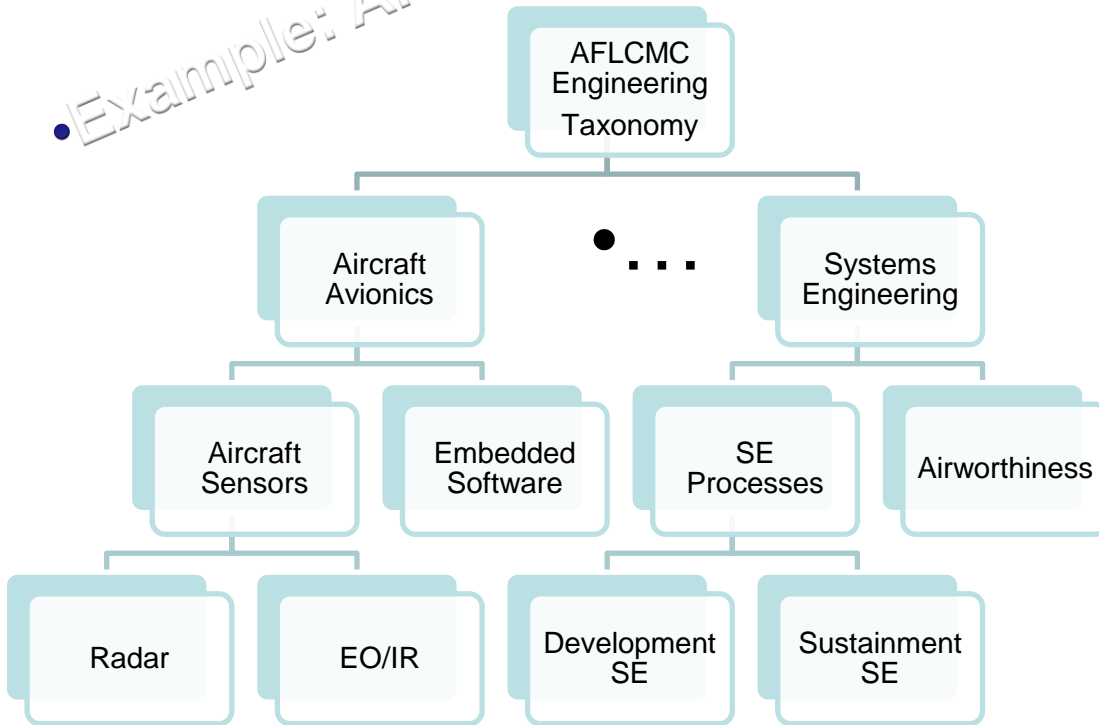 •Example:
AFLCMC
Engineering
Taxonomy
Aircraft
Avionics
•...
Systems
Engineering
Aircraft
Sensors
Embedded
Software
SE
Processes
Airworthiness
Radar
EO/IR
Development
SE
Sustainment
SE